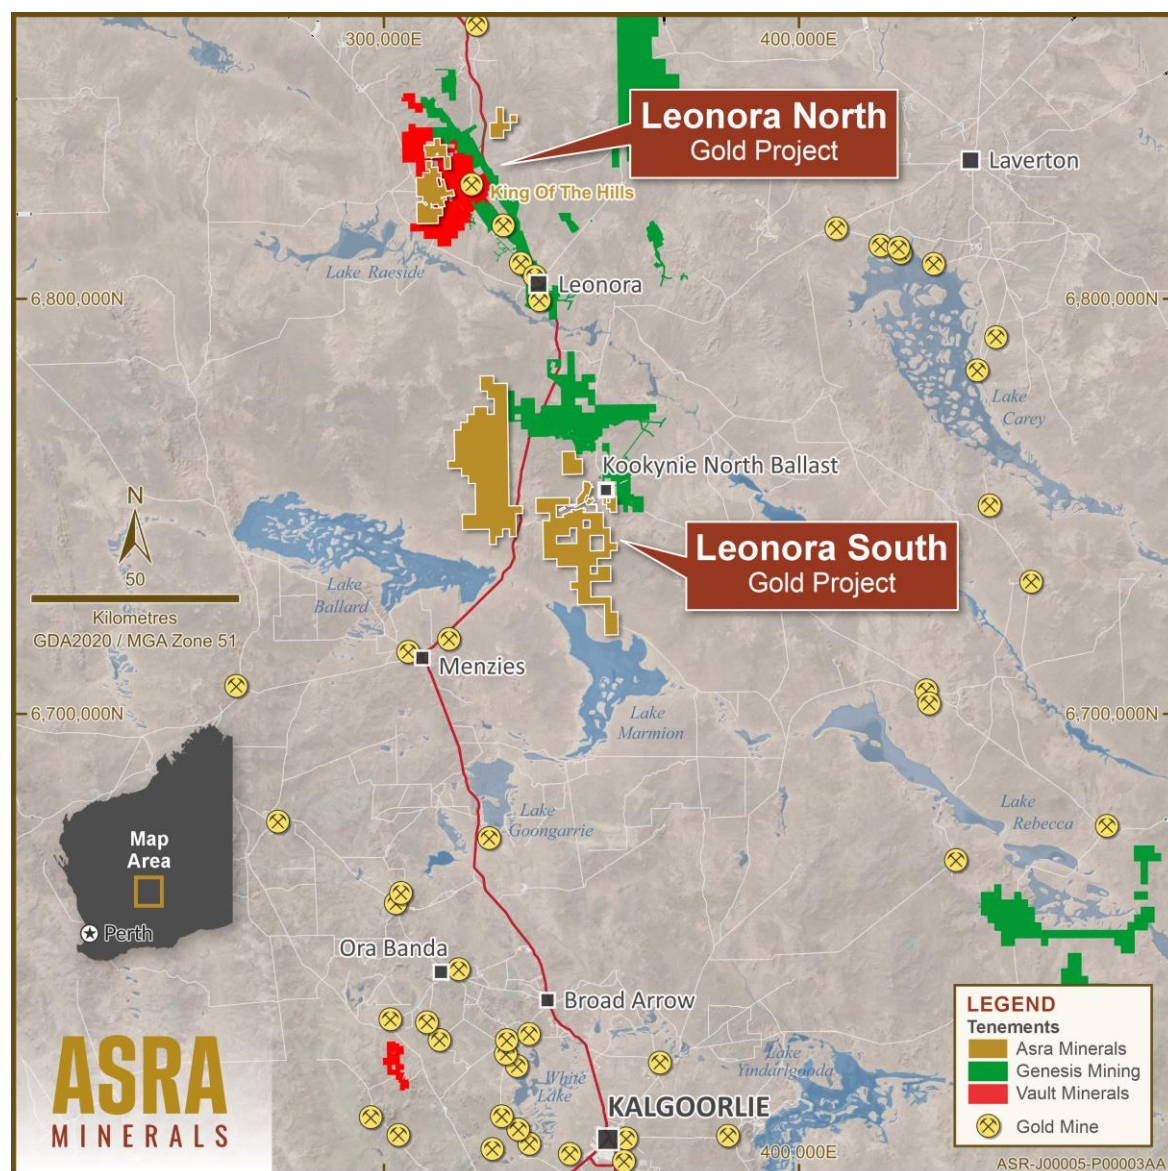 300,000E
400,000E
Leonora North
Gold Project
Laverton
King Of The Hills
Lake Raeside
Leonora
6,800,000N
6,800,000N
Lake
Carey
Kookynie North Ballast
N
50
Kilometres
GDA2020 / MGA Zone 51
Leonora South
Gold Project
Lake
Ballard
Menzies
6,700,000N
6,700,000N
Lake
Marmion
Lake
Goongarrie
Lake
Rebecca
Map
Area
Perth
Ora Banda
Broad Arrow
LEGEND
Tenements
Asra Minerals
Genesis Mining
Vault Minerals
Gold Mine
Lake
Yindarlgooda
White
Lake
KALGOORLIE
ASRA
MINERALS
400,000E
ASR-J00005-P00003AA